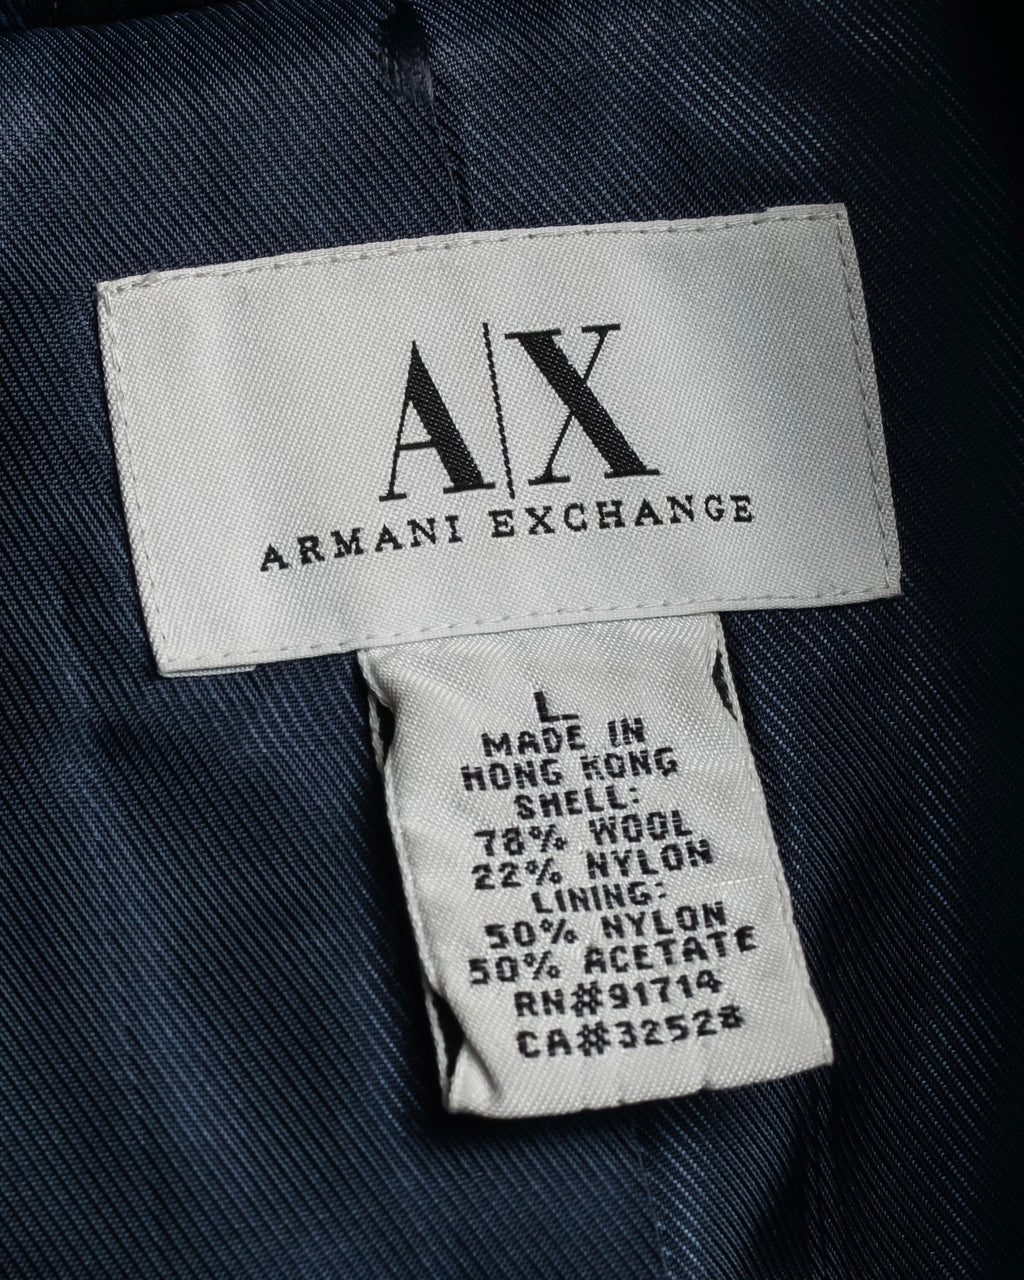 A|X
ARMANI EXCHANGE
L
MADE IN
HONG KONG
SHELL:
78% WOOL
22% NYLON
LINING:
50% NYLON
50% ACETATE
RN#91714
CA#32528